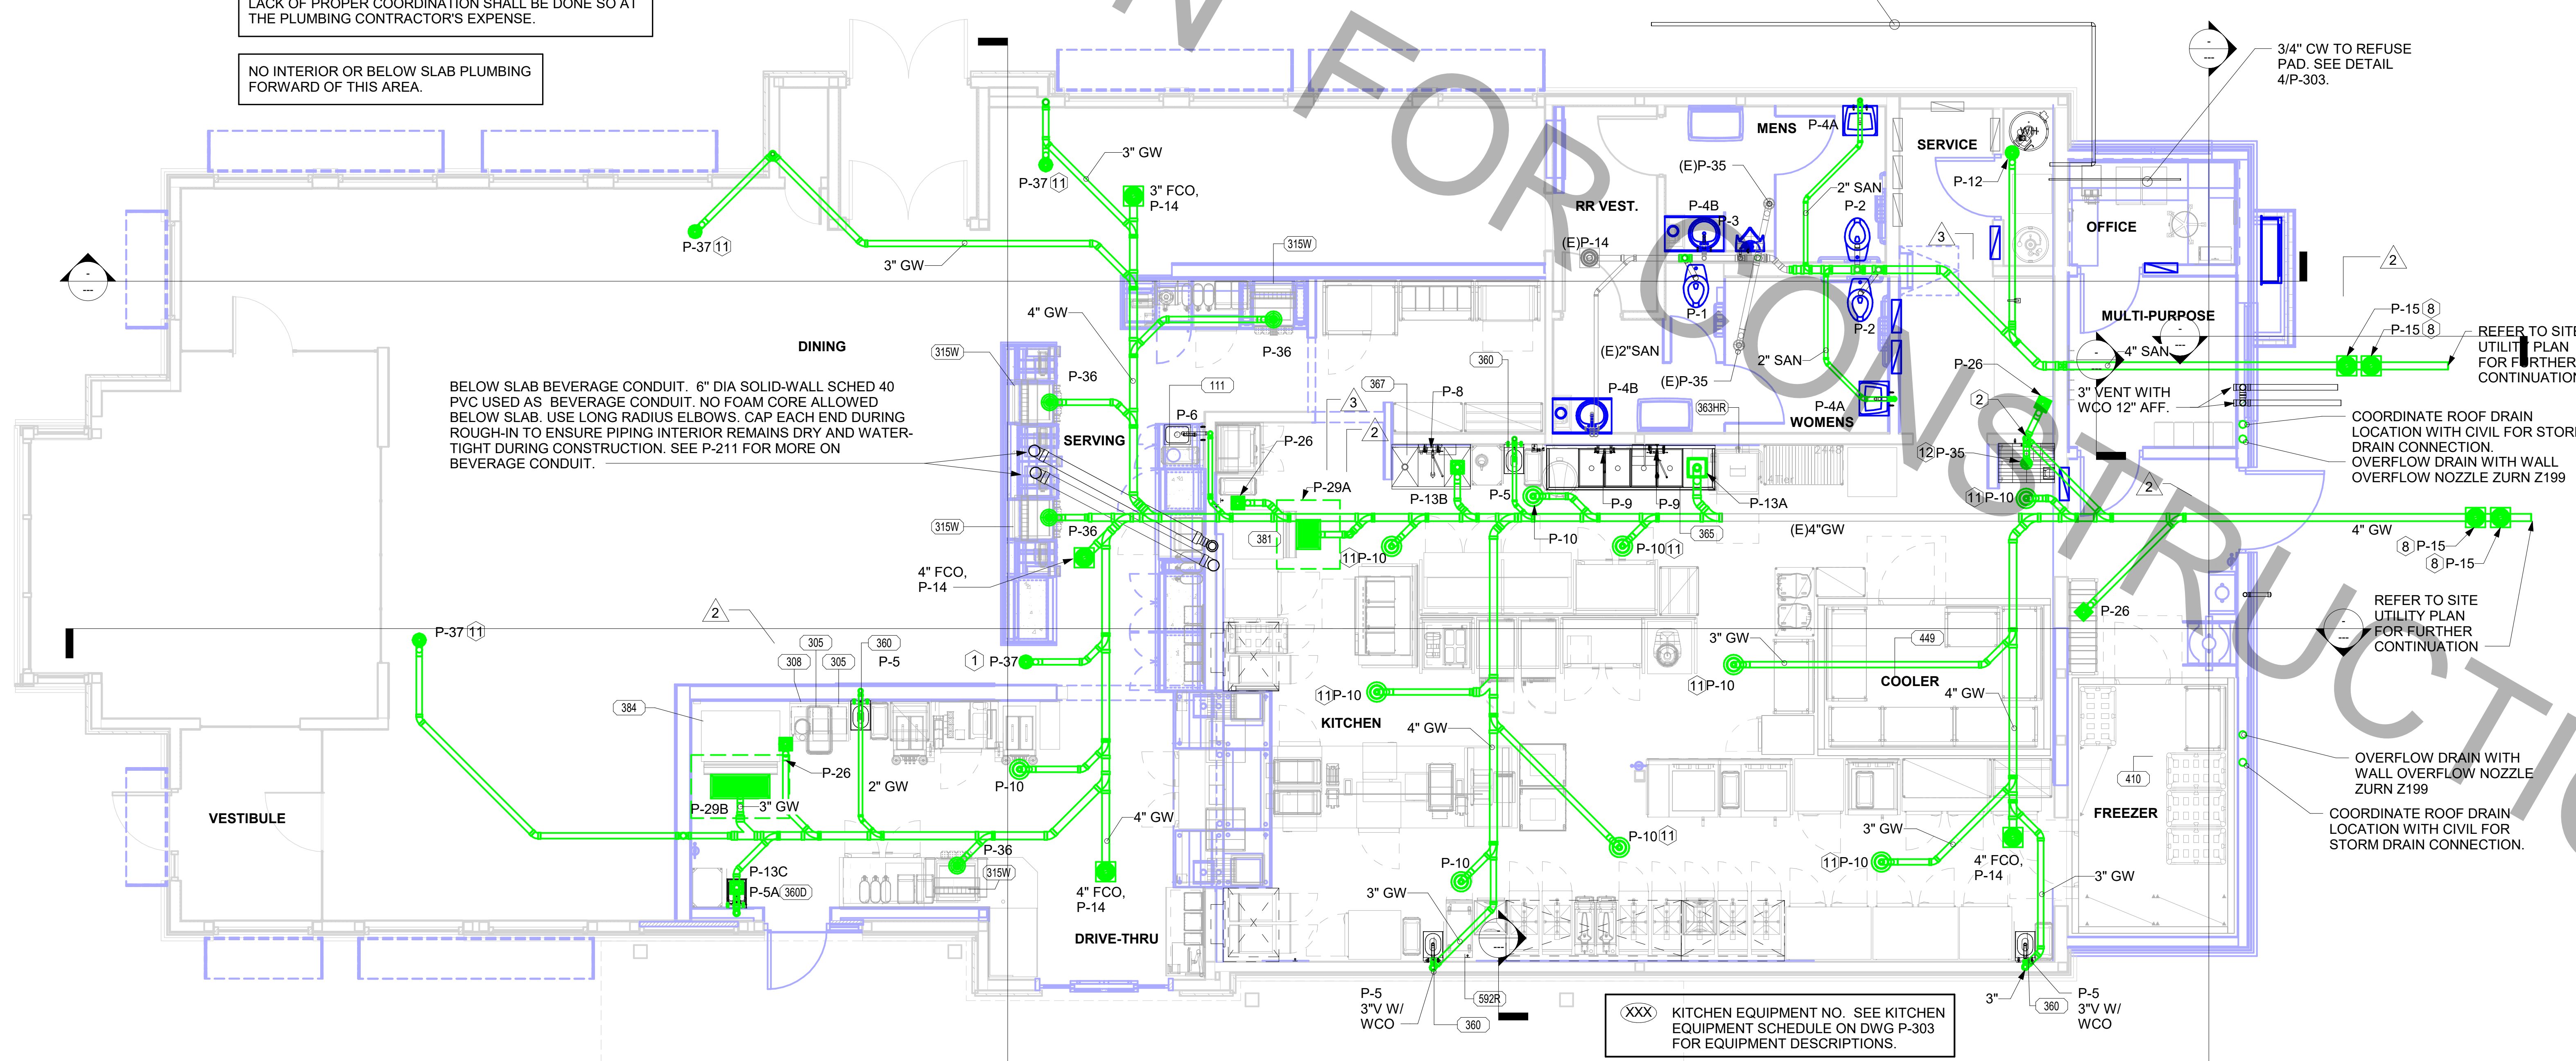 LACK OF PROPER COORDINATION SHALL BE DONE SO AT
THE PLUMBING CONTRACTOR'S EXPENSE.
NO INTERIOR OR BELOW SLAB PLUMBING
FORWARD OF THIS AREA.
N FOR CONSTRUCTIO
3/4" CW TO REFUSE
PAD. SEE DETAIL
4/P-303.
MENS
P-4A
SERVICE
WH
3" GW
P-37 11
3" FCO,
P-14
(E)P-35
2" SAN
P-2
P-12
RR VEST.
P-4B
P-3
OFFICE
P-37 11
3" GW
315W
(E)P-14
3
2
4" GW
P-1
P-2
MULTI-PURPOSE
P-15 8
P-15 8
REFER TO SITE
UTILITY PLAN
FOR FURTHER
CONTINUATION
DINING
315W
P-36
360
(E)2"SAN
2" SAN
4" SAN
P-26
3" VENT WITH
WCO 12" AFF.
BELOW SLAB BEVERAGE CONDUIT. 6" DIA SOLID-WALL SCHED 40
PVC USED AS BEVERAGE CONDUIT. NO FOAM CORE ALLOWED
BELOW SLAB. USE LONG RADIUS ELBOWS. CAP EACH END DURING
ROUGH-IN TO ENSURE PIPING INTERIOR REMAINS DRY AND WATER-
TIGHT DURING CONSTRUCTION. SEE P-211 FOR MORE ON
BEVERAGE CONDUIT.
P-36
111
367
P-8
(E)P-35
P-4B
363HR
P-4A
WOMENS
2
COORDINATE ROOF DRAIN
LOCATION WITH CIVIL FOR STORM
DRAIN CONNECTION.
OVERFLOW DRAIN WITH WALL
OVERFLOW NOZZLE ZURN Z199
SERVING
P-6
P-26
3
2
2448
4Tier
12 P-35
P-29A
P-13B
P-5
P-9
P-9
P-13A
11 P-10
2
315W
P-36
381
11 P-10
P-10
P-10 11
365
(E)4"GW
4" GW
8 P-15
8 P-15
4" FCO,
P-14
P-26
REFER TO SITE
UTILITY PLAN
FOR FURTHER
CONTINUATION
2
P-37 11
305
308
305
360
P-5
1 P-37
3" GW
449
11 P-10
COOLER
4" GW
384
11 P-10
KITCHEN
4" GW
P-26
2" GW
P-10
P-29B
3" GW
410
OVERFLOW DRAIN WITH
WALL OVERFLOW NOZZLE
ZURN Z199
VESTIBULE
4" GW
FREEZER
COORDINATE ROOF DRAIN
LOCATION WITH CIVIL FOR
STORM DRAIN CONNECTION.
P-36
P-10 11
3" GW
11 P-10
4" FCO,
P-14
P-13C
P-5A 360D
315W
P-10
3" GW
3" GW
4" FCO,
P-14
DRIVE-THRU
P-5
3"V W/
WCO
592R
360
3"
360
P-5
3"V W/
WCO
XXX KITCHEN EQUIPMENT NO. SEE KITCHEN
EQUIPMENT SCHEDULE ON DWG P-303
FOR EQUIPMENT DESCRIPTIONS.